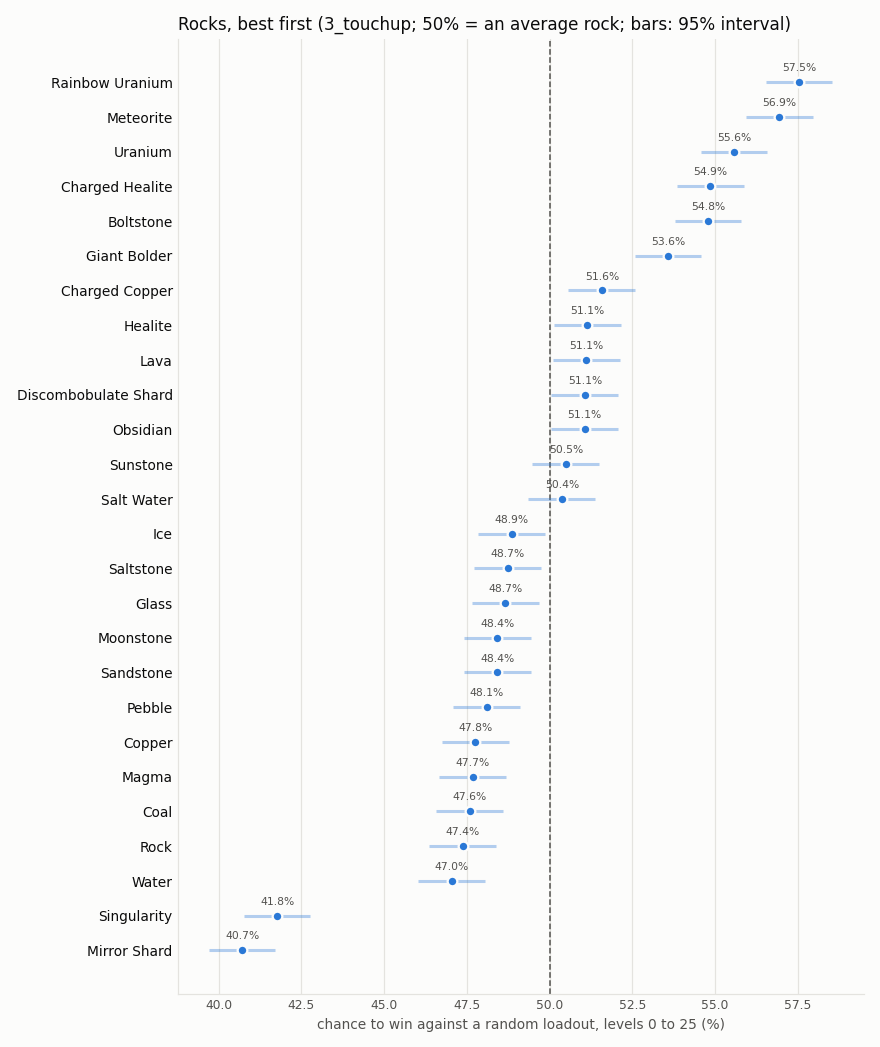 Rocks, best first (3_touchup; 50% = an average rock; bars: 95% interval)
Rainbow Uranium 57.5%
Meteorite 56.9%
Uranium 55.6%
Charged Healite 54.9%
Boltstone 54.8%
Giant Bolder 53.6%
Charged Copper 51.6%
Healite 51.1%
Lava 51.1%
Discombobulate Shard 51.1%
Obsidian 51.1%
Sunstone 50.5%
Salt Water 50.4%
Ice 48.9%
Saltstone 48.7%
Glass 48.7%
Moonstone 48.4%
Sandstone 48.4%
Pebble 48.1%
Copper 47.8%
Magma 47.7%
Coal 47.6%
Rock 47.4%
Water 47.0%
Singularity 41.8%
Mirror Shard 40.7%
40.0 42.5 45.0 47.5 50.0 52.5 55.0 57.5
chance to win against a random loadout, levels 0 to 25 (%)